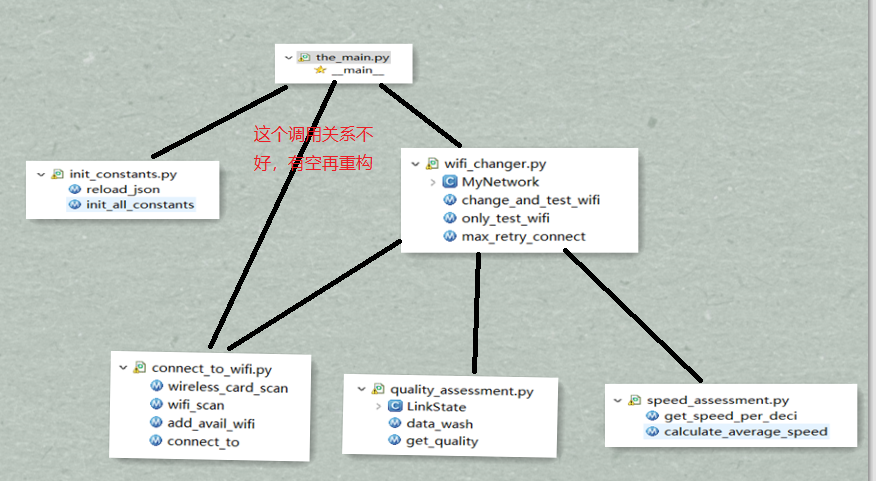 the_main.py
__main__
这个调用关系不
好，有空再重构
init_constants.py
reload_json
init_all_constants
wifi_changer.py
MyNetwork
change_and_test_wifi
only_test_wifi
max_retry_connect
connect_to_wifi.py
wireless_card_scan
wifi_scan
add_avail_wifi
connect_to
quality_assessment.py
LinkState
data_wash
get_quality
speed_assessment.py
get_speed_per_deci
calculate_average_speed